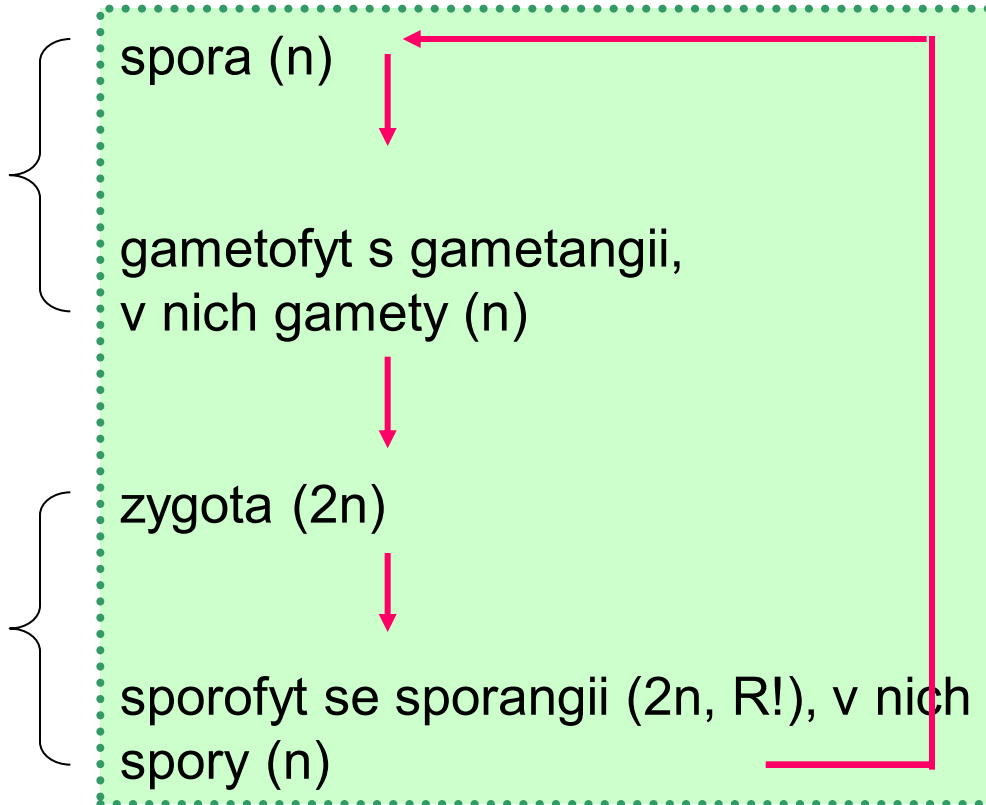 spora (n)
gametofyt s gametangii,
v nich gamety (n)
zygota (2n)
sporofyt se sporangii (2n, R!), v nich
spory (n)